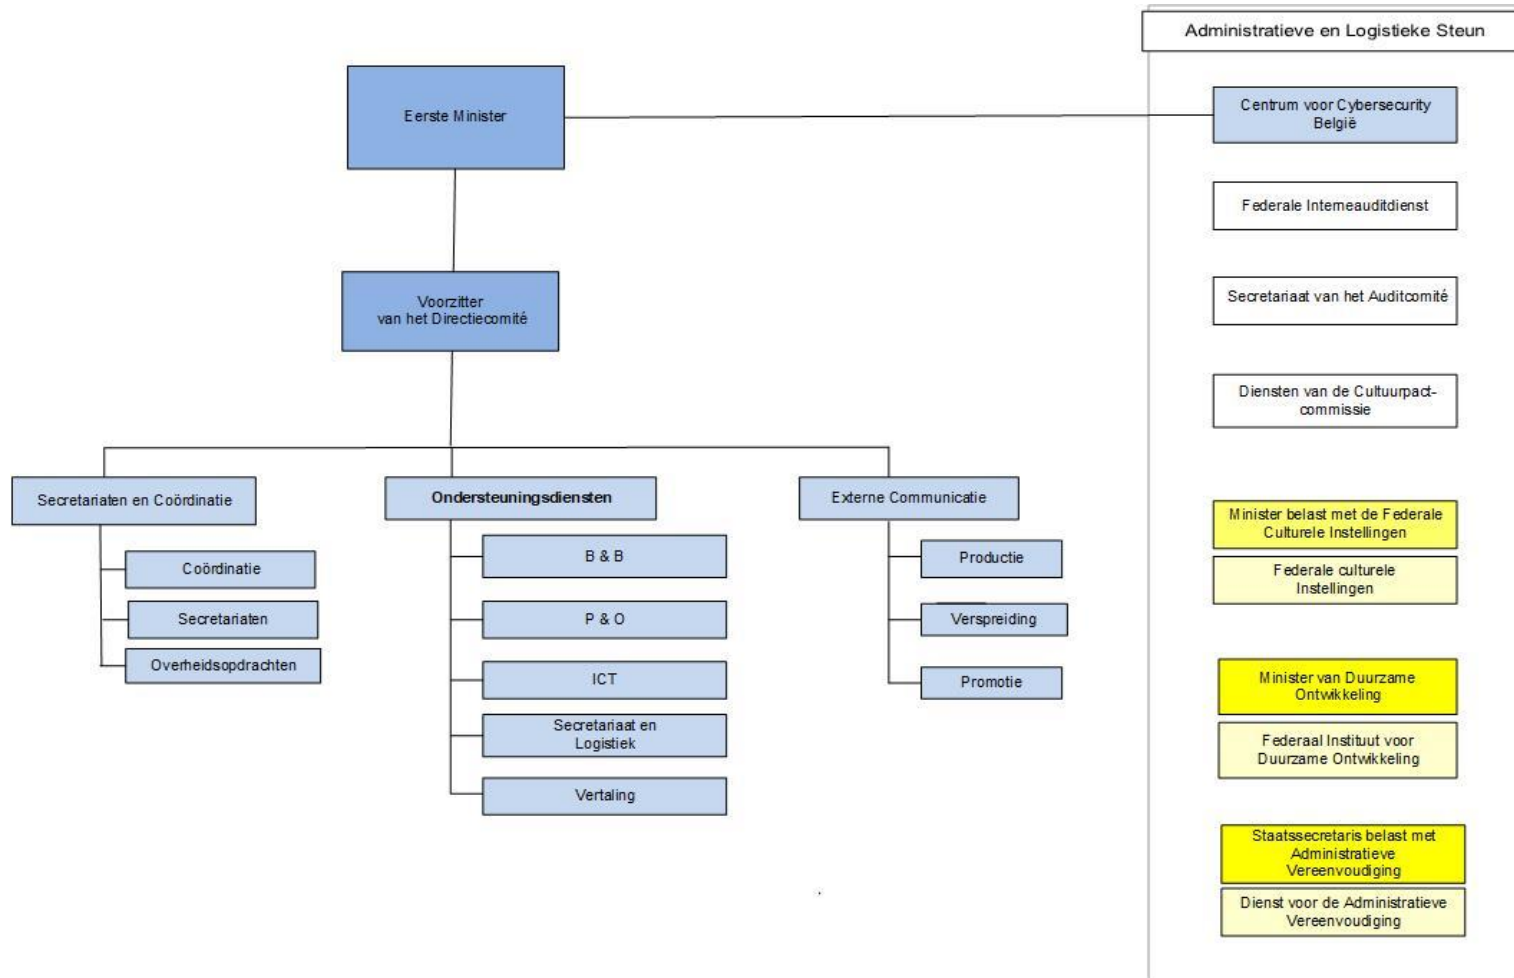 Administratieve en Logistieke Steun
Eerste Minister
Centrum voor Cybersecurity
België
Federale Interneauditdienst
Voorzitter
van het Directiecomité
Secretariaat van het Auditcomité
Diensten van de Cultuurpact-
commissie
Secretariaten en Coördinatie
Ondersteuningsdiensten
Externe Communicatie
Coördinatie
Secretariaten
Overheidsopdrachten
B & B
P & O
ICT
Secretariaat en
Logistiek
Vertaling
Productie
Verspreiding
Promotie
Minister belast met de Federale
Culturele Instellingen
Federale culturele
Instellingen
Minister van Duurzame
Ontwikkeling
Federaal Instituut voor
Duurzame Ontwikkeling
Staatssecretaris belast met
Administratieve
Vereenvoudiging
Dienst voor de Administratieve
Vereenvoudiging